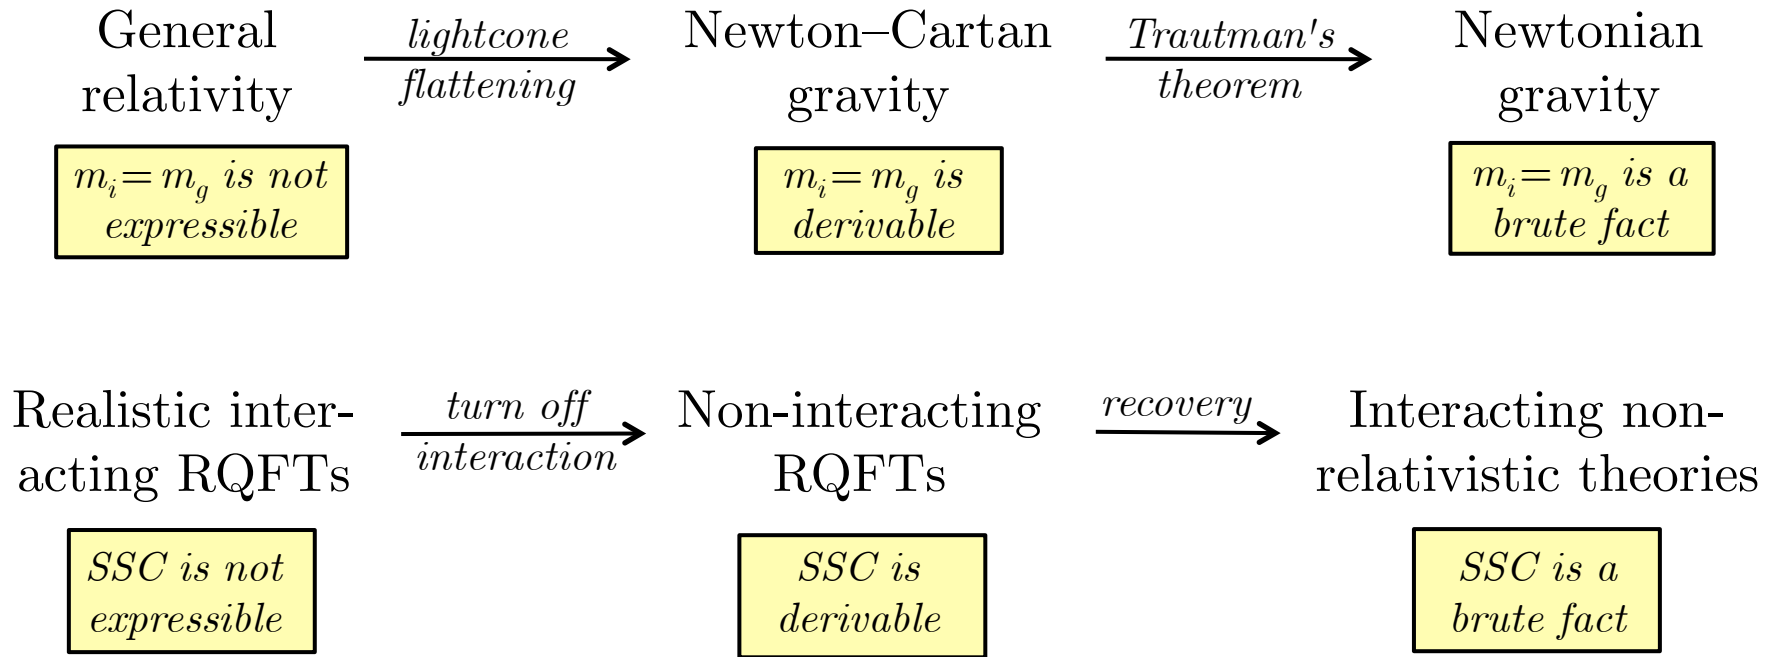 General
relativity
lightcone
flattening
Newton–Cartan
gravity
Trautman's
theorem
Newtonian
gravity
m_i = m_g is not
expressible
m_i = m_g is
derivable
m_i = m_g is a
brute fact
Realistic inter-
acting RQFTs
turn off
interaction
Non-interacting
RQFTs
recovery
Interacting non-
relativistic theories
SSC is not
expressible
SSC is
derivable
SSC is a
brute fact